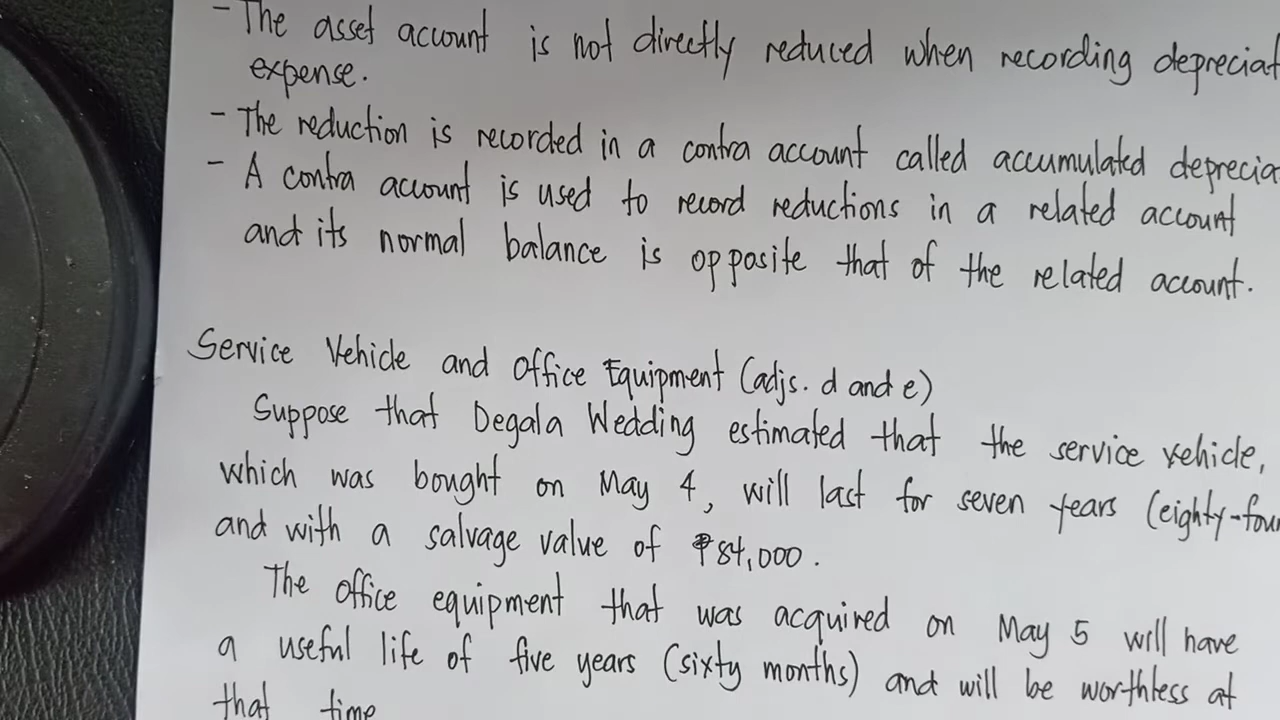 - The asset account is not directly reduced when recording depreciat
expense.
- The reduction is recorded in a contra account called accumulated deprecia
- A contra account is used to record reductions in a related account
and its normal balance is opposite that of the related account.
Service Vehicle and Office Equipment (adjs. d and e)
Suppose that Degala Wedding estimated that the service vehicle,
which was bought on May 4, will last for seven years (eighty-four
and with a salvage value of ₱84,000.
The office equipment that was acquired on May 5 will have
a useful life of five years (sixty months) and will be worthless at
that time